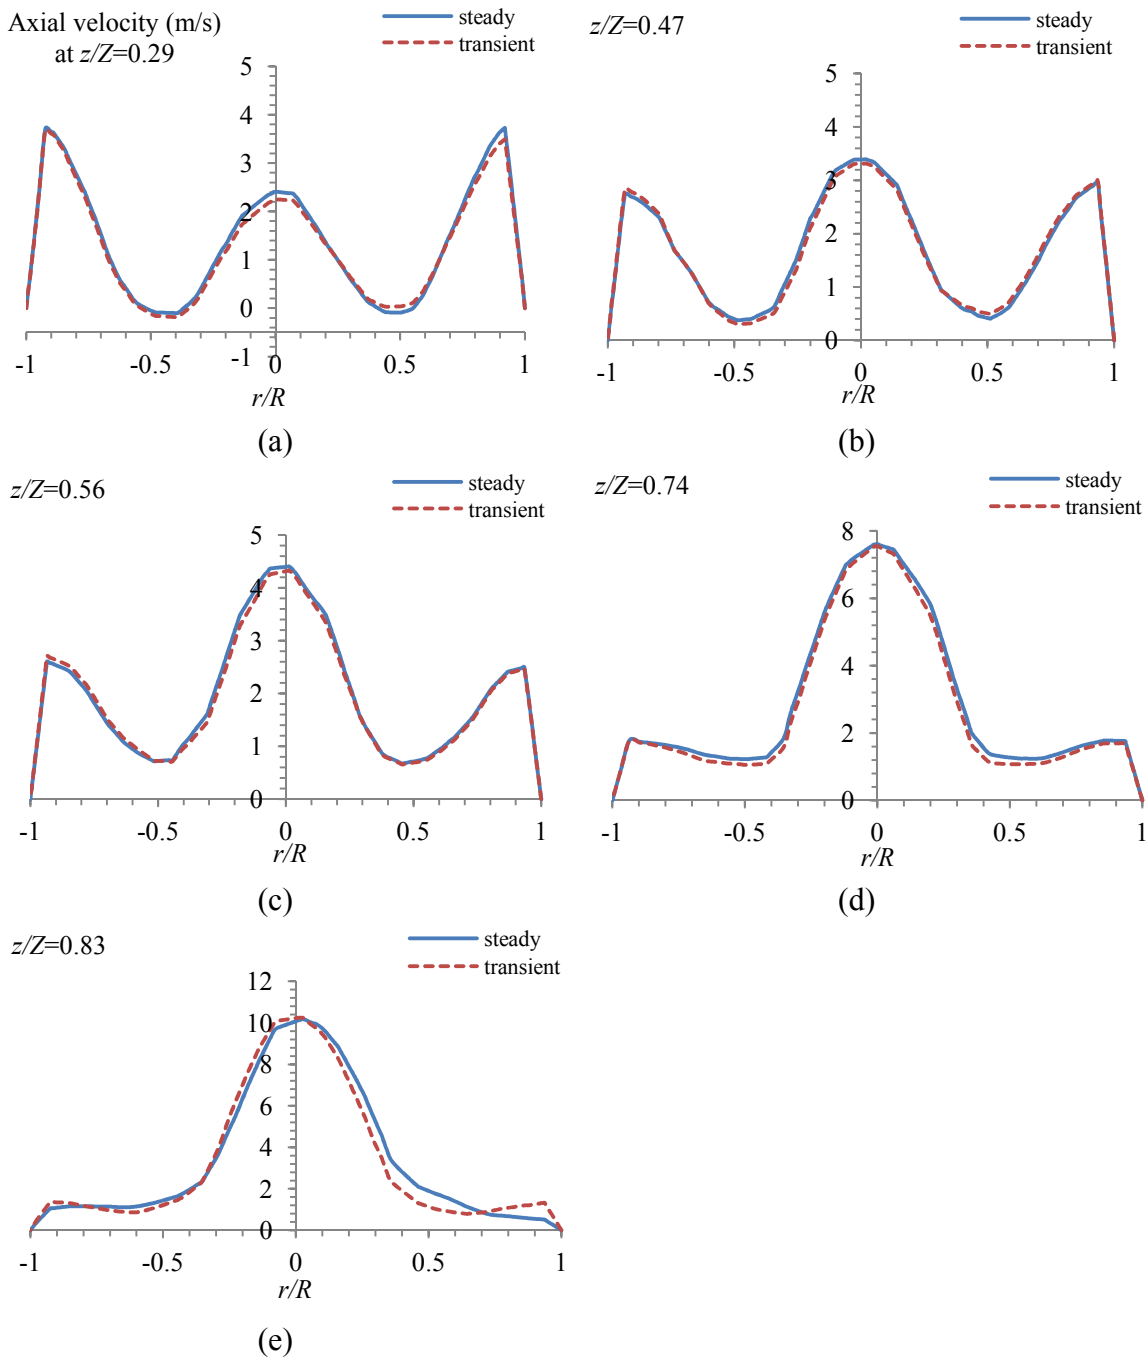 Axial velocity (m/s)
at z/Z=0.29
steady
transient
5
4
3
2
1
0
-1
-1
-0.5
0
0.5
1
r/R
(a)
z/Z=0.47
steady
transient
5
4
3
2
1
0
-1
-0.5
0
0.5
1
r/R
(b)
z/Z=0.56
steady
transient
5
4
3
2
1
0
-1
-0.5
0
0.5
1
r/R
(c)
z/Z=0.74
steady
transient
8
6
4
2
0
-1
-0.5
0
0.5
1
r/R
(d)
z/Z=0.83
steady
transient
12
10
8
6
4
2
0
-1
-0.5
0
0.5
1
r/R
(e)